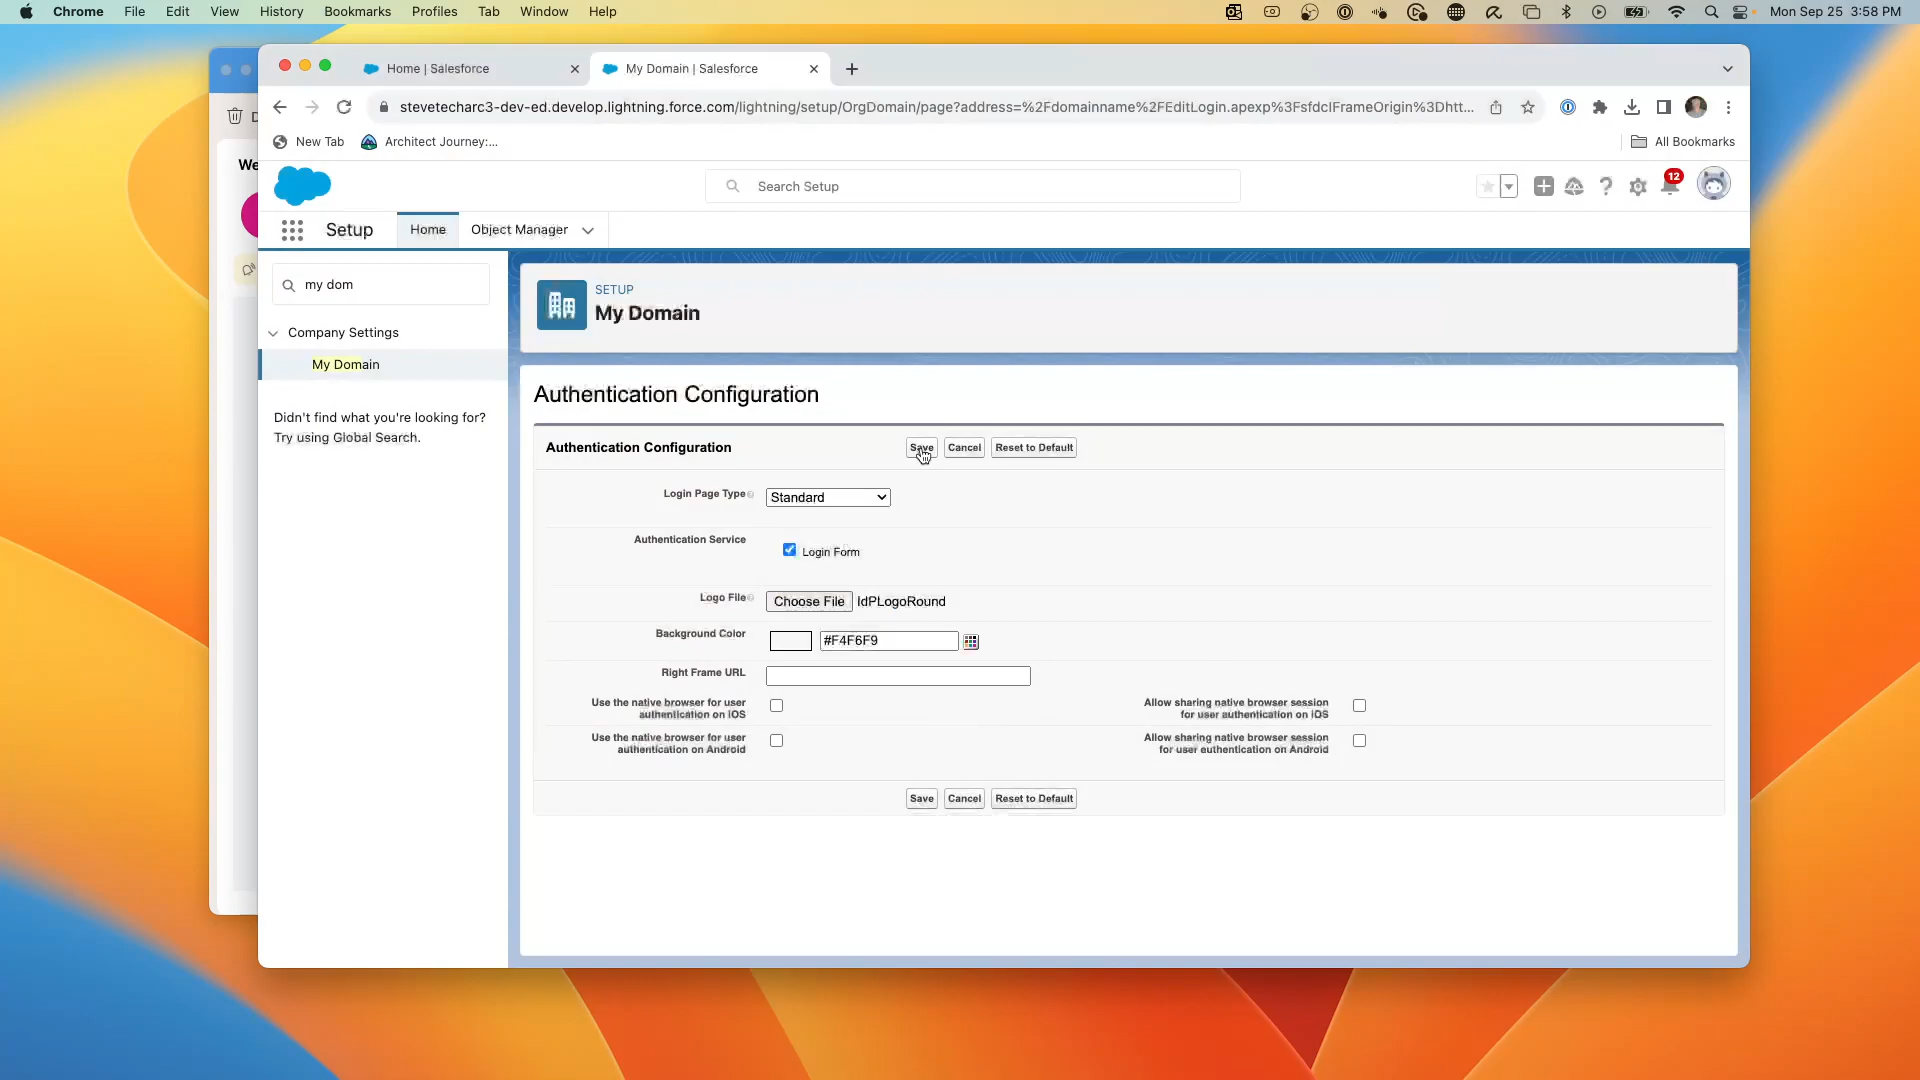 Chrome File Edit View History Bookmarks Profiles Tab Window Help Mon Sep 25 3:58 PM
Home | Salesforce My Domain | Salesforce
stevetecharc3-dev-ed.develop.lightning.force.com/lightning/setup/OrgDomain/page?address=%2Fdomainname%2FEditLogin.apexp%3FsfdcIFrameOrigin%3Dhtt...
New Tab Architect Journey:... All Bookmarks
We
Search Setup 12
Setup Home Object Manager
my dom
Company Settings
My Domain
Didn't find what you're looking for?
Try using Global Search.
SETUP
My Domain
Authentication Configuration
Authentication Configuration Save Cancel Reset to Default
Login Page Type Standard
Authentication Service Login Form
Logo File Choose File IdPLogoRound
Background Color #F4F6F9
Right Frame URL
Use the native browser for user Allow sharing native browser session
authentication on iOS for user authentication on iOS
Use the native browser for user Allow sharing native browser session
authentication on Android for user authentication on Android
Save Cancel Reset to Default